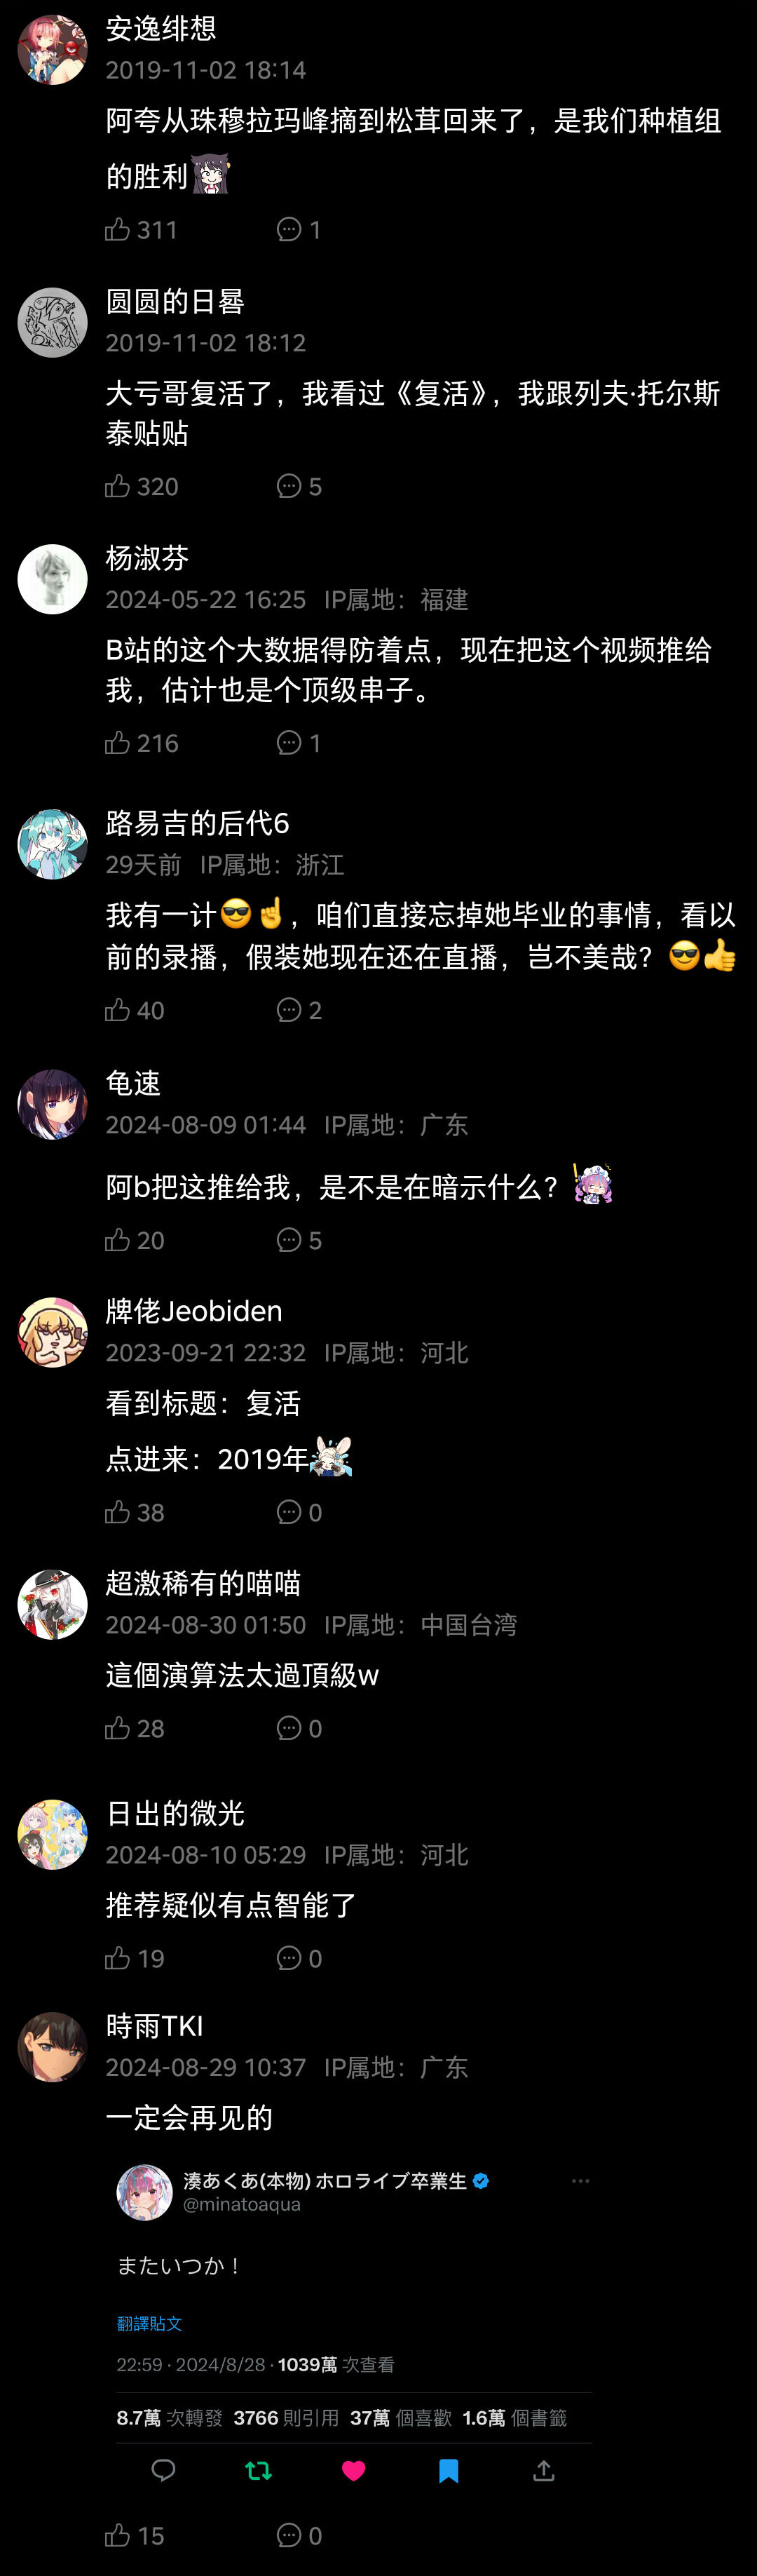 安逸绯想
2019-11-02 18:14
阿夸从珠穆拉玛峰摘到松茸回来了，是我们种植组
的胜利
311 1
圆圆的日晷
2019-11-02 18:12
大亏哥复活了，我看过《复活》，我跟列夫·托尔斯
泰贴贴
320 5
杨淑芬
2024-05-22 16:25 IP属地：福建
B站的这个大数据得防着点，现在把这个视频推给
我，估计也是个顶级串子。
216 1
路易吉的后代6
29天前 IP属地：浙江
我有一计😎☝，咱们直接忘掉她毕业的事情，看以
前的录播，假装她现在还在直播，岂不美哉？😎👍
40 2
龟速
2024-08-09 01:44 IP属地：广东
阿b把这推给我，是不是在暗示什么？
20 5
牌佬Jeobiden
2023-09-21 22:32 IP属地：河北
看到标题：复活
点进来：2019年
38 0
超激稀有的喵喵
2024-08-30 01:50 IP属地：中国台湾
這個演算法太過頂級w
28 0
日出的微光
2024-08-10 05:29 IP属地：河北
推荐疑似有点智能了
19 0
時雨TKI
2024-08-29 10:37 IP属地：广东
一定会再见的
湊あくあ(本物) ホロライブ卒業生
@minatoaqua
またいつか！
翻譯貼文
22:59 · 2024/8/28 · 1039萬 次查看
8.7萬 次轉發 3766 則引用 37萬 個喜歡 1.6萬 個書籤
15 0